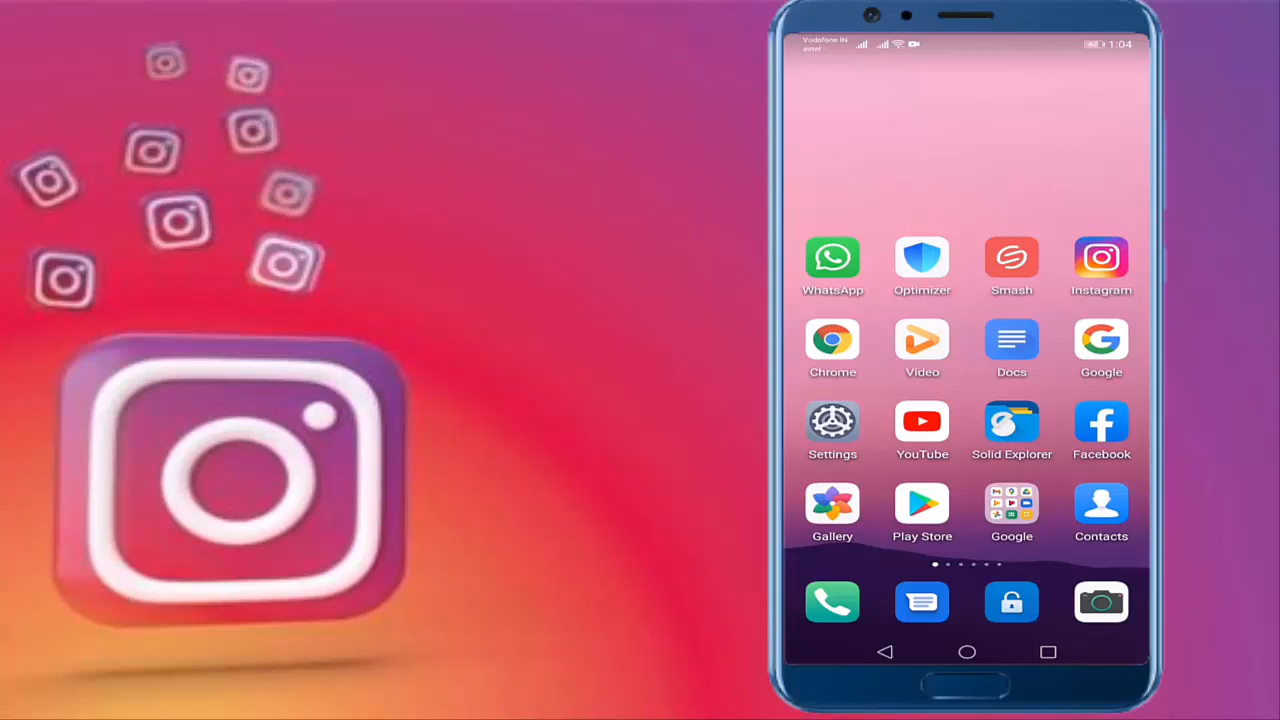 Vodafone IN
airtel
1:04
WhatsApp
Optimizer
Smash
Instagram
Chrome
Video
Docs
Google
Settings
YouTube
Solid Explorer
Facebook
Gallery
Play Store
Google
Contacts